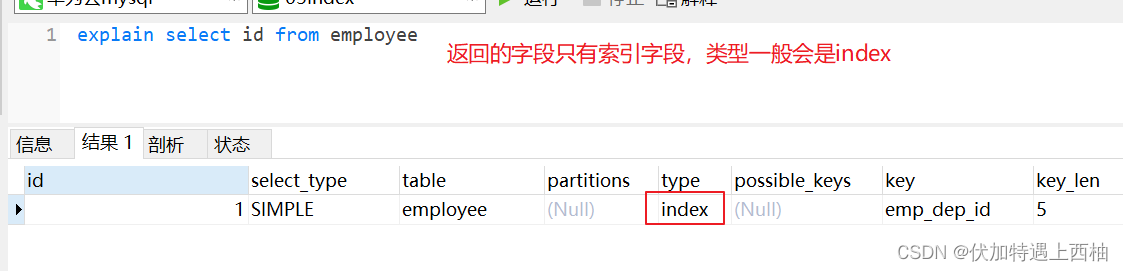 运行
停止
解释
1 explain select id from employee
返回的字段只有索引字段，类型一般会是index
信息 结果 1 剖析 状态
id select_type table partitions type possible_keys key key_len
1 SIMPLE employee (Null) index (Null) emp_dep_id 5
CSDN @伏加特遇上西柚